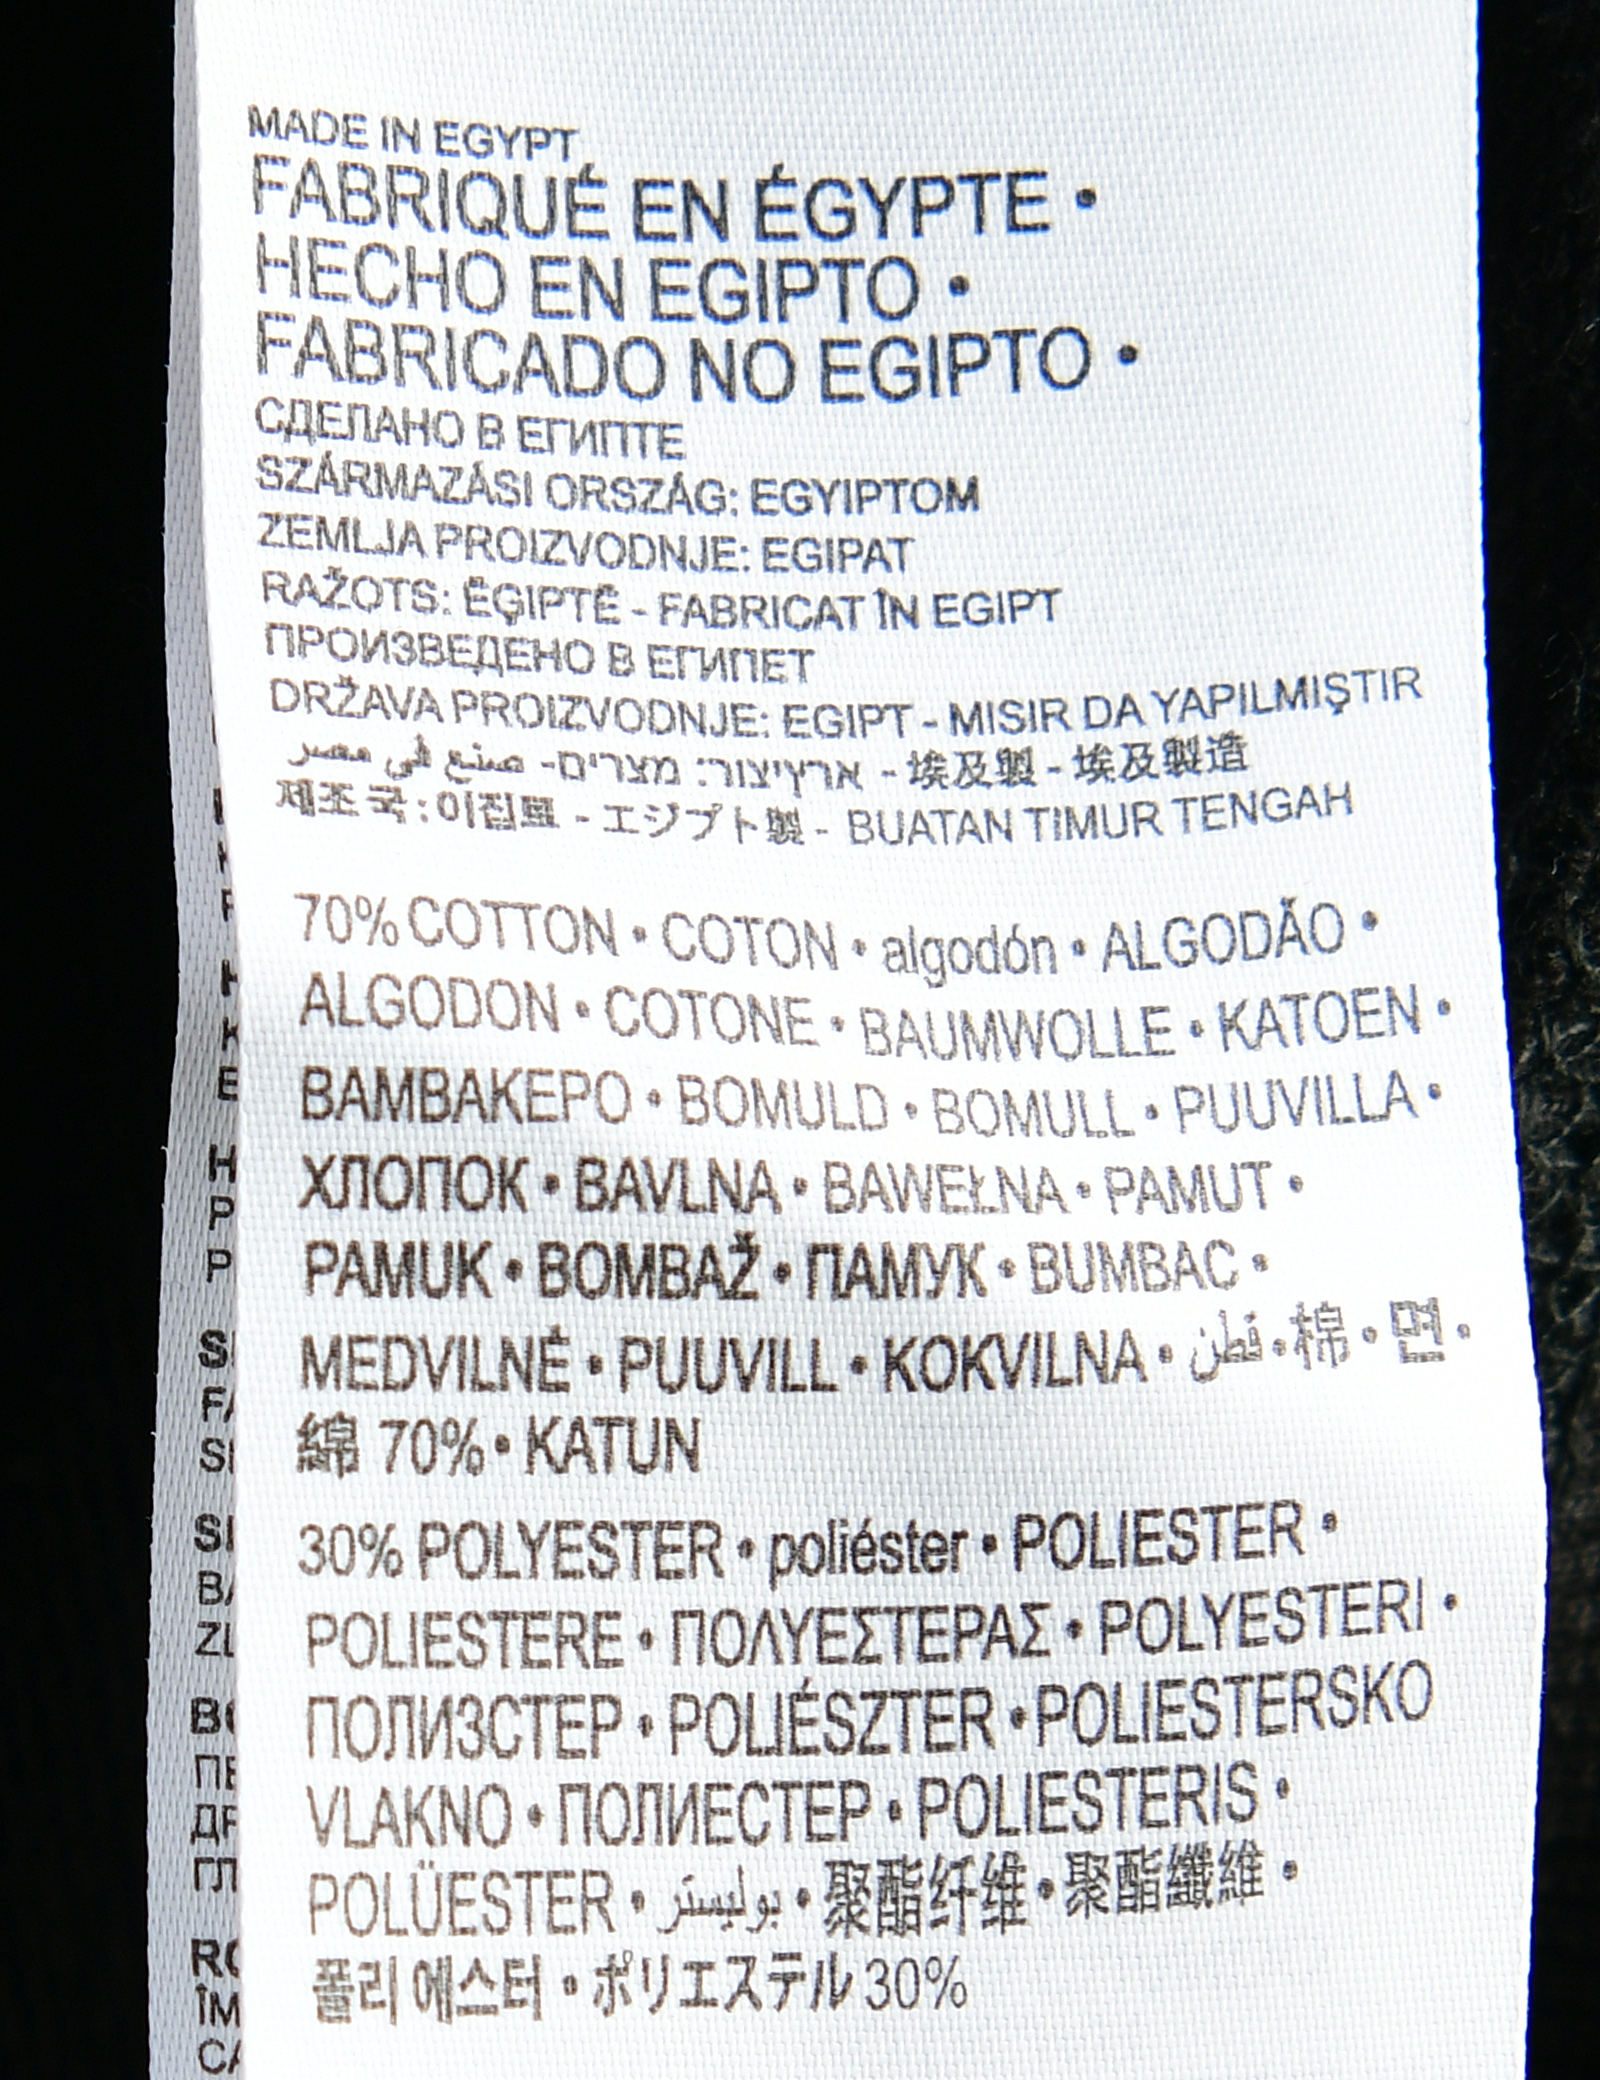 MADE IN EGYPT
FABRIQUÉ EN ÉGYPTE •
HECHO EN EGIPTO •
FABRICADO NO EGIPTO •
СДЕЛАНО В ЕГИПТЕ
SZÁRMAZÁSI ORSZÁG: EGYIPTOM
ZEMLJA PROIZVODNJE: EGIPAT
RAŽOTS: ĒĢIPTĒ - FABRICAT ÎN EGIPT
ПРОИЗВЕДЕНО В ЕГИПЕТ
DRŽAVA PROIZVODNJE: EGIPT - MISIR DA YAPILMIŞTIR
صنع في مصر -ארץיצור: מצרים - 埃及製 - 埃及製造
제조국:이집트 - エジプト製 - BUATAN TIMUR TENGAH
70% COTTON • COTON • algodón • ALGODÃO •
ALGODON • COTONE • BAUMWOLLE • KATOEN •
BAMBAKEPO • BOMULD • BOMULL • PUUVILLA •
ХЛОПОК • BAVLNA • BAWEŁNA • PAMUT •
PAMUK • BOMBAŽ • ПАМУК • BUMBAC •
MEDVILNĖ • PUUVILL • KOKVILNA • قطن • 棉 • 면 •
綿 70% • KATUN
30% POLYESTER • poliéster • POLIESTER •
POLIESTERE • ΠΟΛΥΕΣΤΕΡΑΣ • POLYESTERI •
ПОЛИЗСТЕР • POLIÉSZTER • POLIESTERSKO
VLAKNO • ПОЛИЕСТЕР • POLIESTERIS •
POLÜESTER • بوليستر • 聚酯纤维 • 聚酯纖維 •
폴리에스터 • ポリエステル 30%